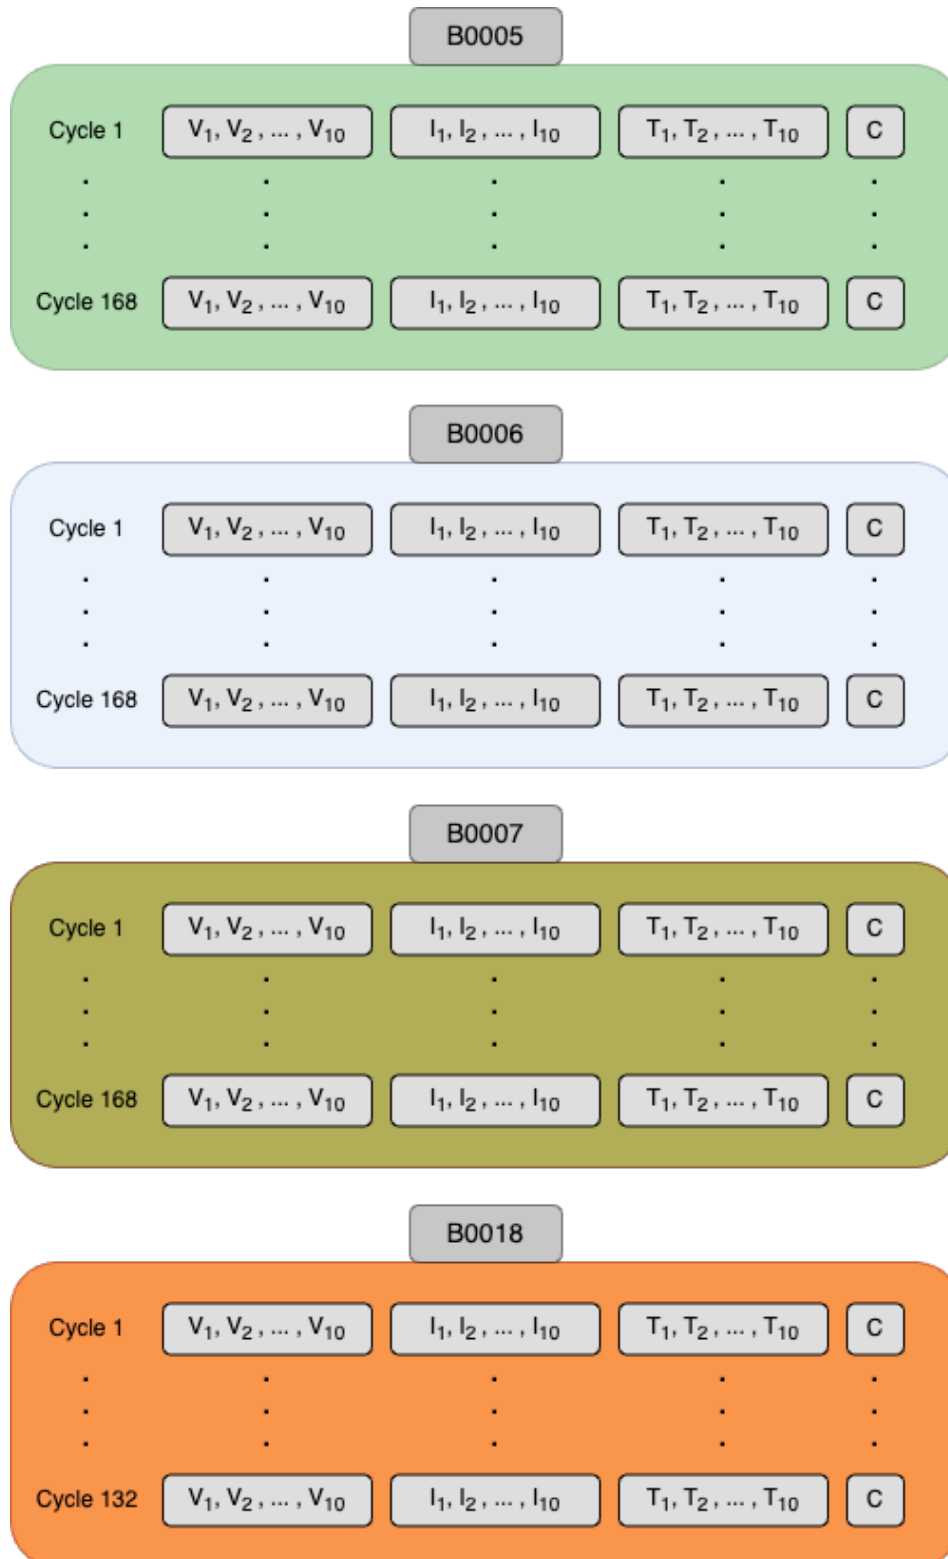 B0005
Cycle 1 V₁, V₂ , ... , V₁₀ I₁, I₂ , ... , I₁₀ T₁, T₂ , ... , T₁₀ C
. . . . .
. . . . .
. . . . .
Cycle 168 V₁, V₂ , ... , V₁₀ I₁, I₂ , ... , I₁₀ T₁, T₂ , ... , T₁₀ C
B0006
Cycle 1 V₁, V₂ , ... , V₁₀ I₁, I₂ , ... , I₁₀ T₁, T₂ , ... , T₁₀ C
. . . . .
. . . . .
. . . . .
Cycle 168 V₁, V₂ , ... , V₁₀ I₁, I₂ , ... , I₁₀ T₁, T₂ , ... , T₁₀ C
B0007
Cycle 1 V₁, V₂ , ... , V₁₀ I₁, I₂ , ... , I₁₀ T₁, T₂ , ... , T₁₀ C
. . . . .
. . . . .
. . . . .
Cycle 168 V₁, V₂ , ... , V₁₀ I₁, I₂ , ... , I₁₀ T₁, T₂ , ... , T₁₀ C
B0018
Cycle 1 V₁, V₂ , ... , V₁₀ I₁, I₂ , ... , I₁₀ T₁, T₂ , ... , T₁₀ C
. . . . .
. . . . .
. . . . .
Cycle 132 V₁, V₂ , ... , V₁₀ I₁, I₂ , ... , I₁₀ T₁, T₂ , ... , T₁₀ C